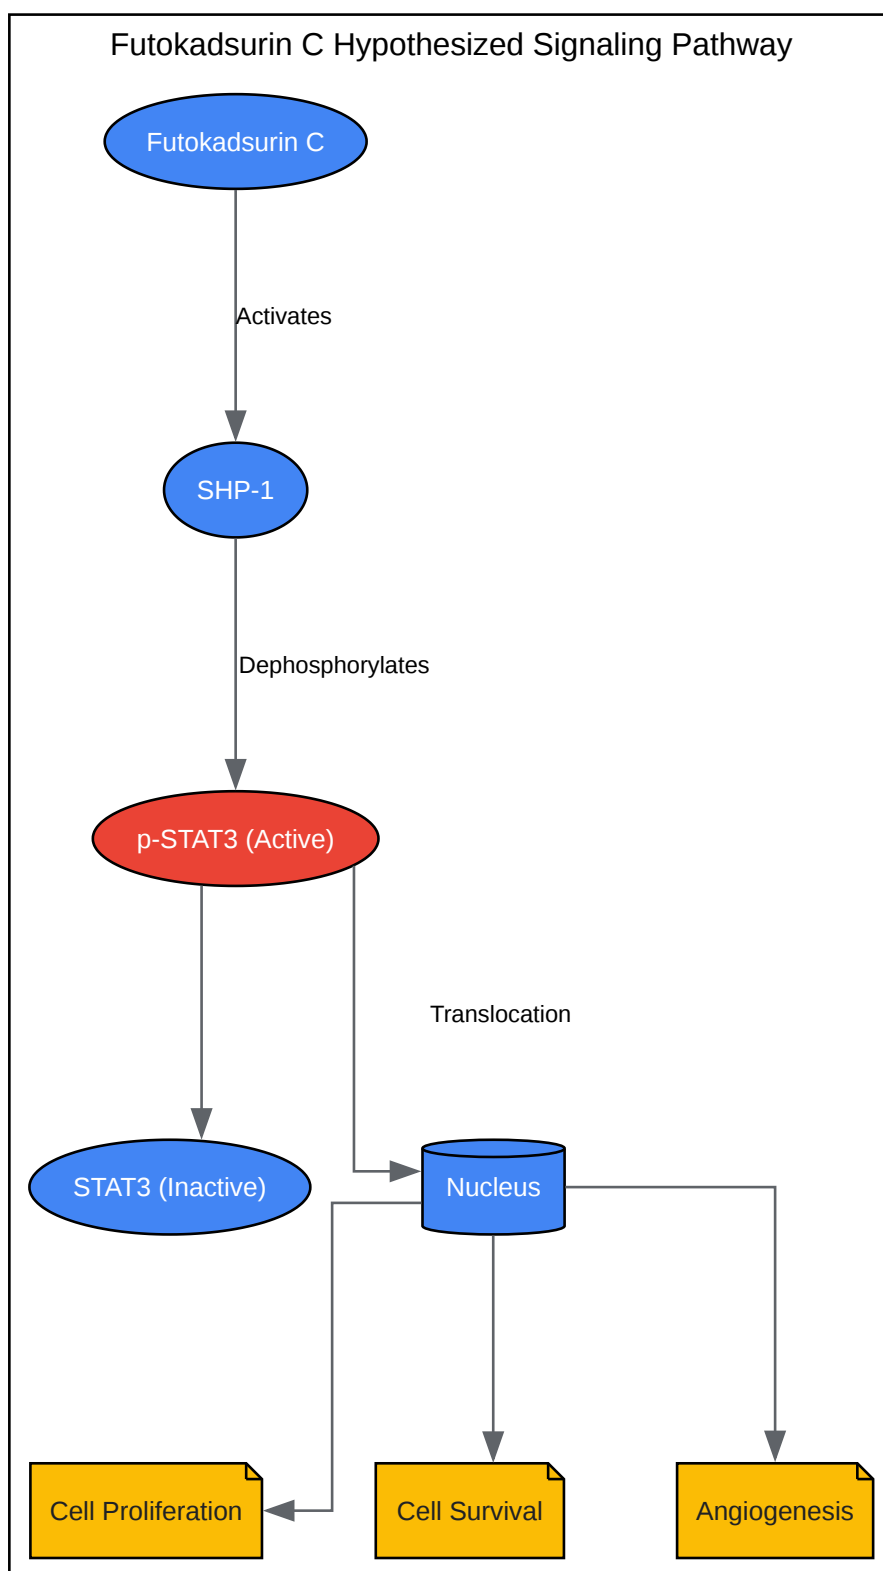 Futokadsurin C Hypothesized Signaling Pathway
Futokadsurin C
Activates
SHP-1
Dephosphorylates
p-STAT3 (Active)
Translocation
STAT3 (Inactive)
Nucleus
Cell Proliferation
Cell Survival
Angiogenesis